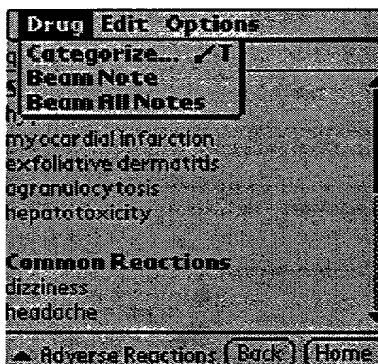 Drug Edit Options
Categorize... ⁄T
Beam Note
Beam All Notes
myocardial infarction
exfoliative dermatitis
agranulocytosis
hepatotoxicity
Common Reactions
dizziness
headache
Adverse Reactions Back Home